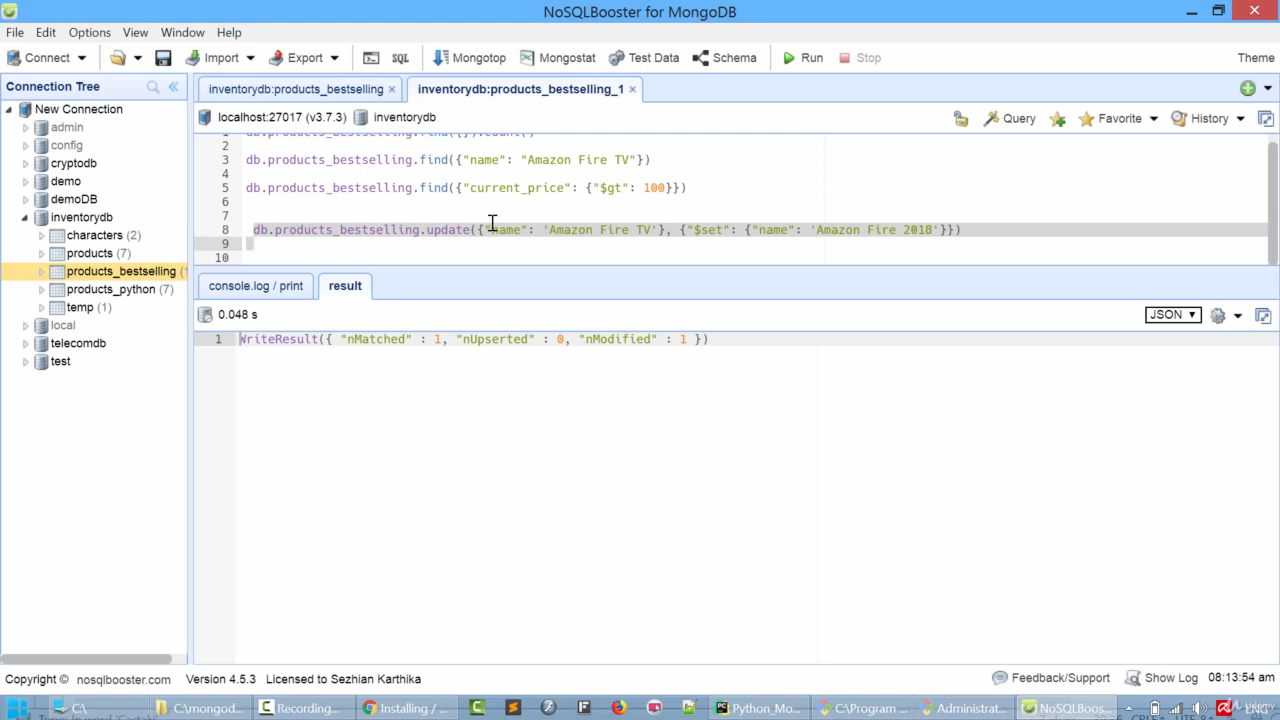 NoSQLBooster for MongoDB
File Edit Options View Window Help
Connect Import Export SQL Mongotop Mongostat Test Data Schema Run Stop Theme
Connection Tree
inventorydb:products_bestselling × inventorydb:products_bestselling_1 ×
New Connection
admin
config
cryptodb
demo
demoDB
inventorydb
characters (2)
products (7)
products_bestselling (1
products_python (7)
temp (1)
local
telecomdb
test
localhost:27017 (v3.7.3) inventorydb Query Favorite History
1 db.products_bestselling.find({}).count()
2
3 db.products_bestselling.find({"name": "Amazon Fire TV"})
4
5 db.products_bestselling.find({"current_price": {"$gt": 100}})
6
7
8 db.products_bestselling.update({"name": 'Amazon Fire TV'}, {"$set": {"name": 'Amazon Fire 2018'}})
9
10
console.log / print result
0.048 s JSON
1 WriteResult({ "nMatched" : 1, "nUpserted" : 0, "nModified" : 1 })
Copyright © nosqlbooster.com Version 4.5.3 Licensed to Sezhian Karthika Feedback/Support Show Log 08:13:54 am
C:\ C:\mongod... Recording... Installing / ... Python_Mo... C:\Program ... Administrat... NoSQLBoos...